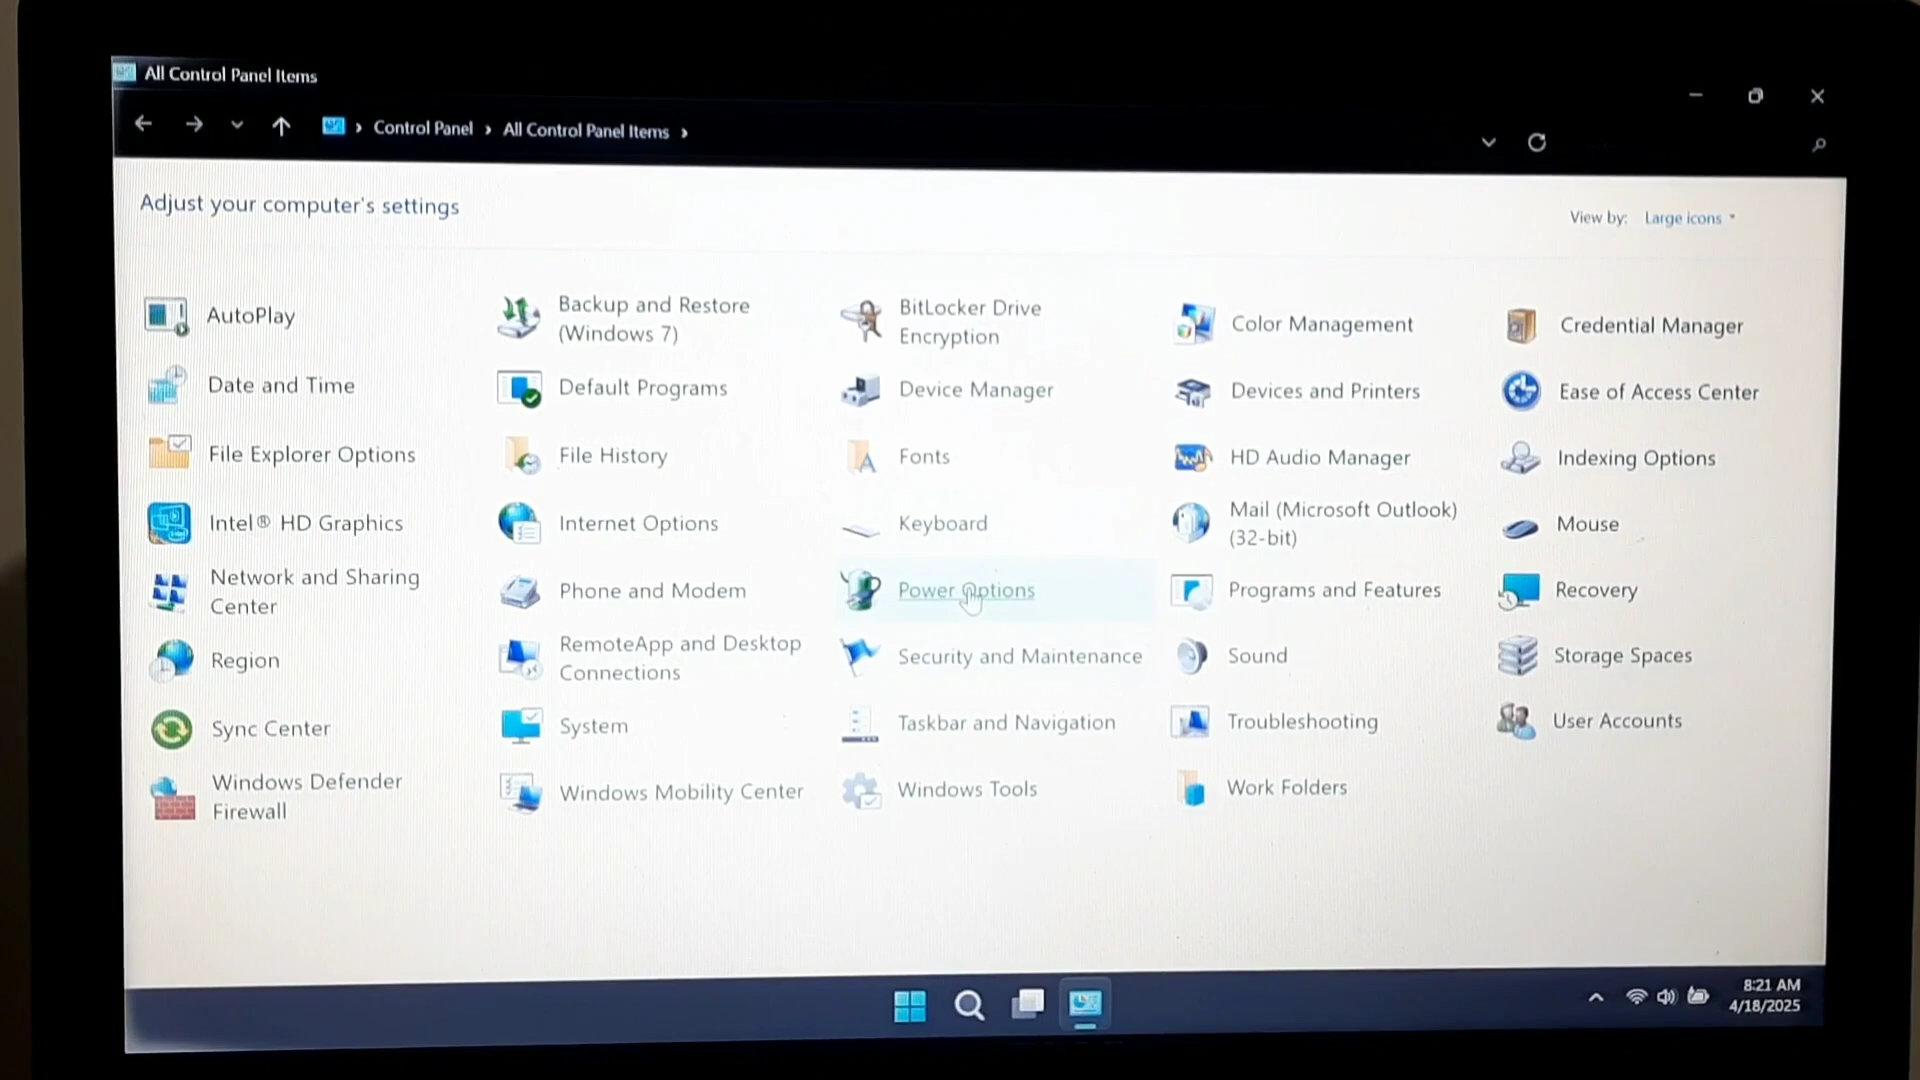 All Control Panel Items
Control Panel › All Control Panel Items ›
Adjust your computer's settings
View by: Large icons
AutoPlay
Backup and Restore
(Windows 7)
BitLocker Drive
Encryption
Color Management
Credential Manager
Date and Time
Default Programs
Device Manager
Devices and Printers
Ease of Access Center
File Explorer Options
File History
Fonts
HD Audio Manager
Indexing Options
Intel® HD Graphics
Internet Options
Keyboard
Mail (Microsoft Outlook)
(32-bit)
Mouse
Network and Sharing
Center
Phone and Modem
Power Options
Programs and Features
Recovery
Region
RemoteApp and Desktop
Connections
Security and Maintenance
Sound
Storage Spaces
Sync Center
System
Taskbar and Navigation
Troubleshooting
User Accounts
Windows Defender
Firewall
Windows Mobility Center
Windows Tools
Work Folders
8:21 AM
4/18/2025